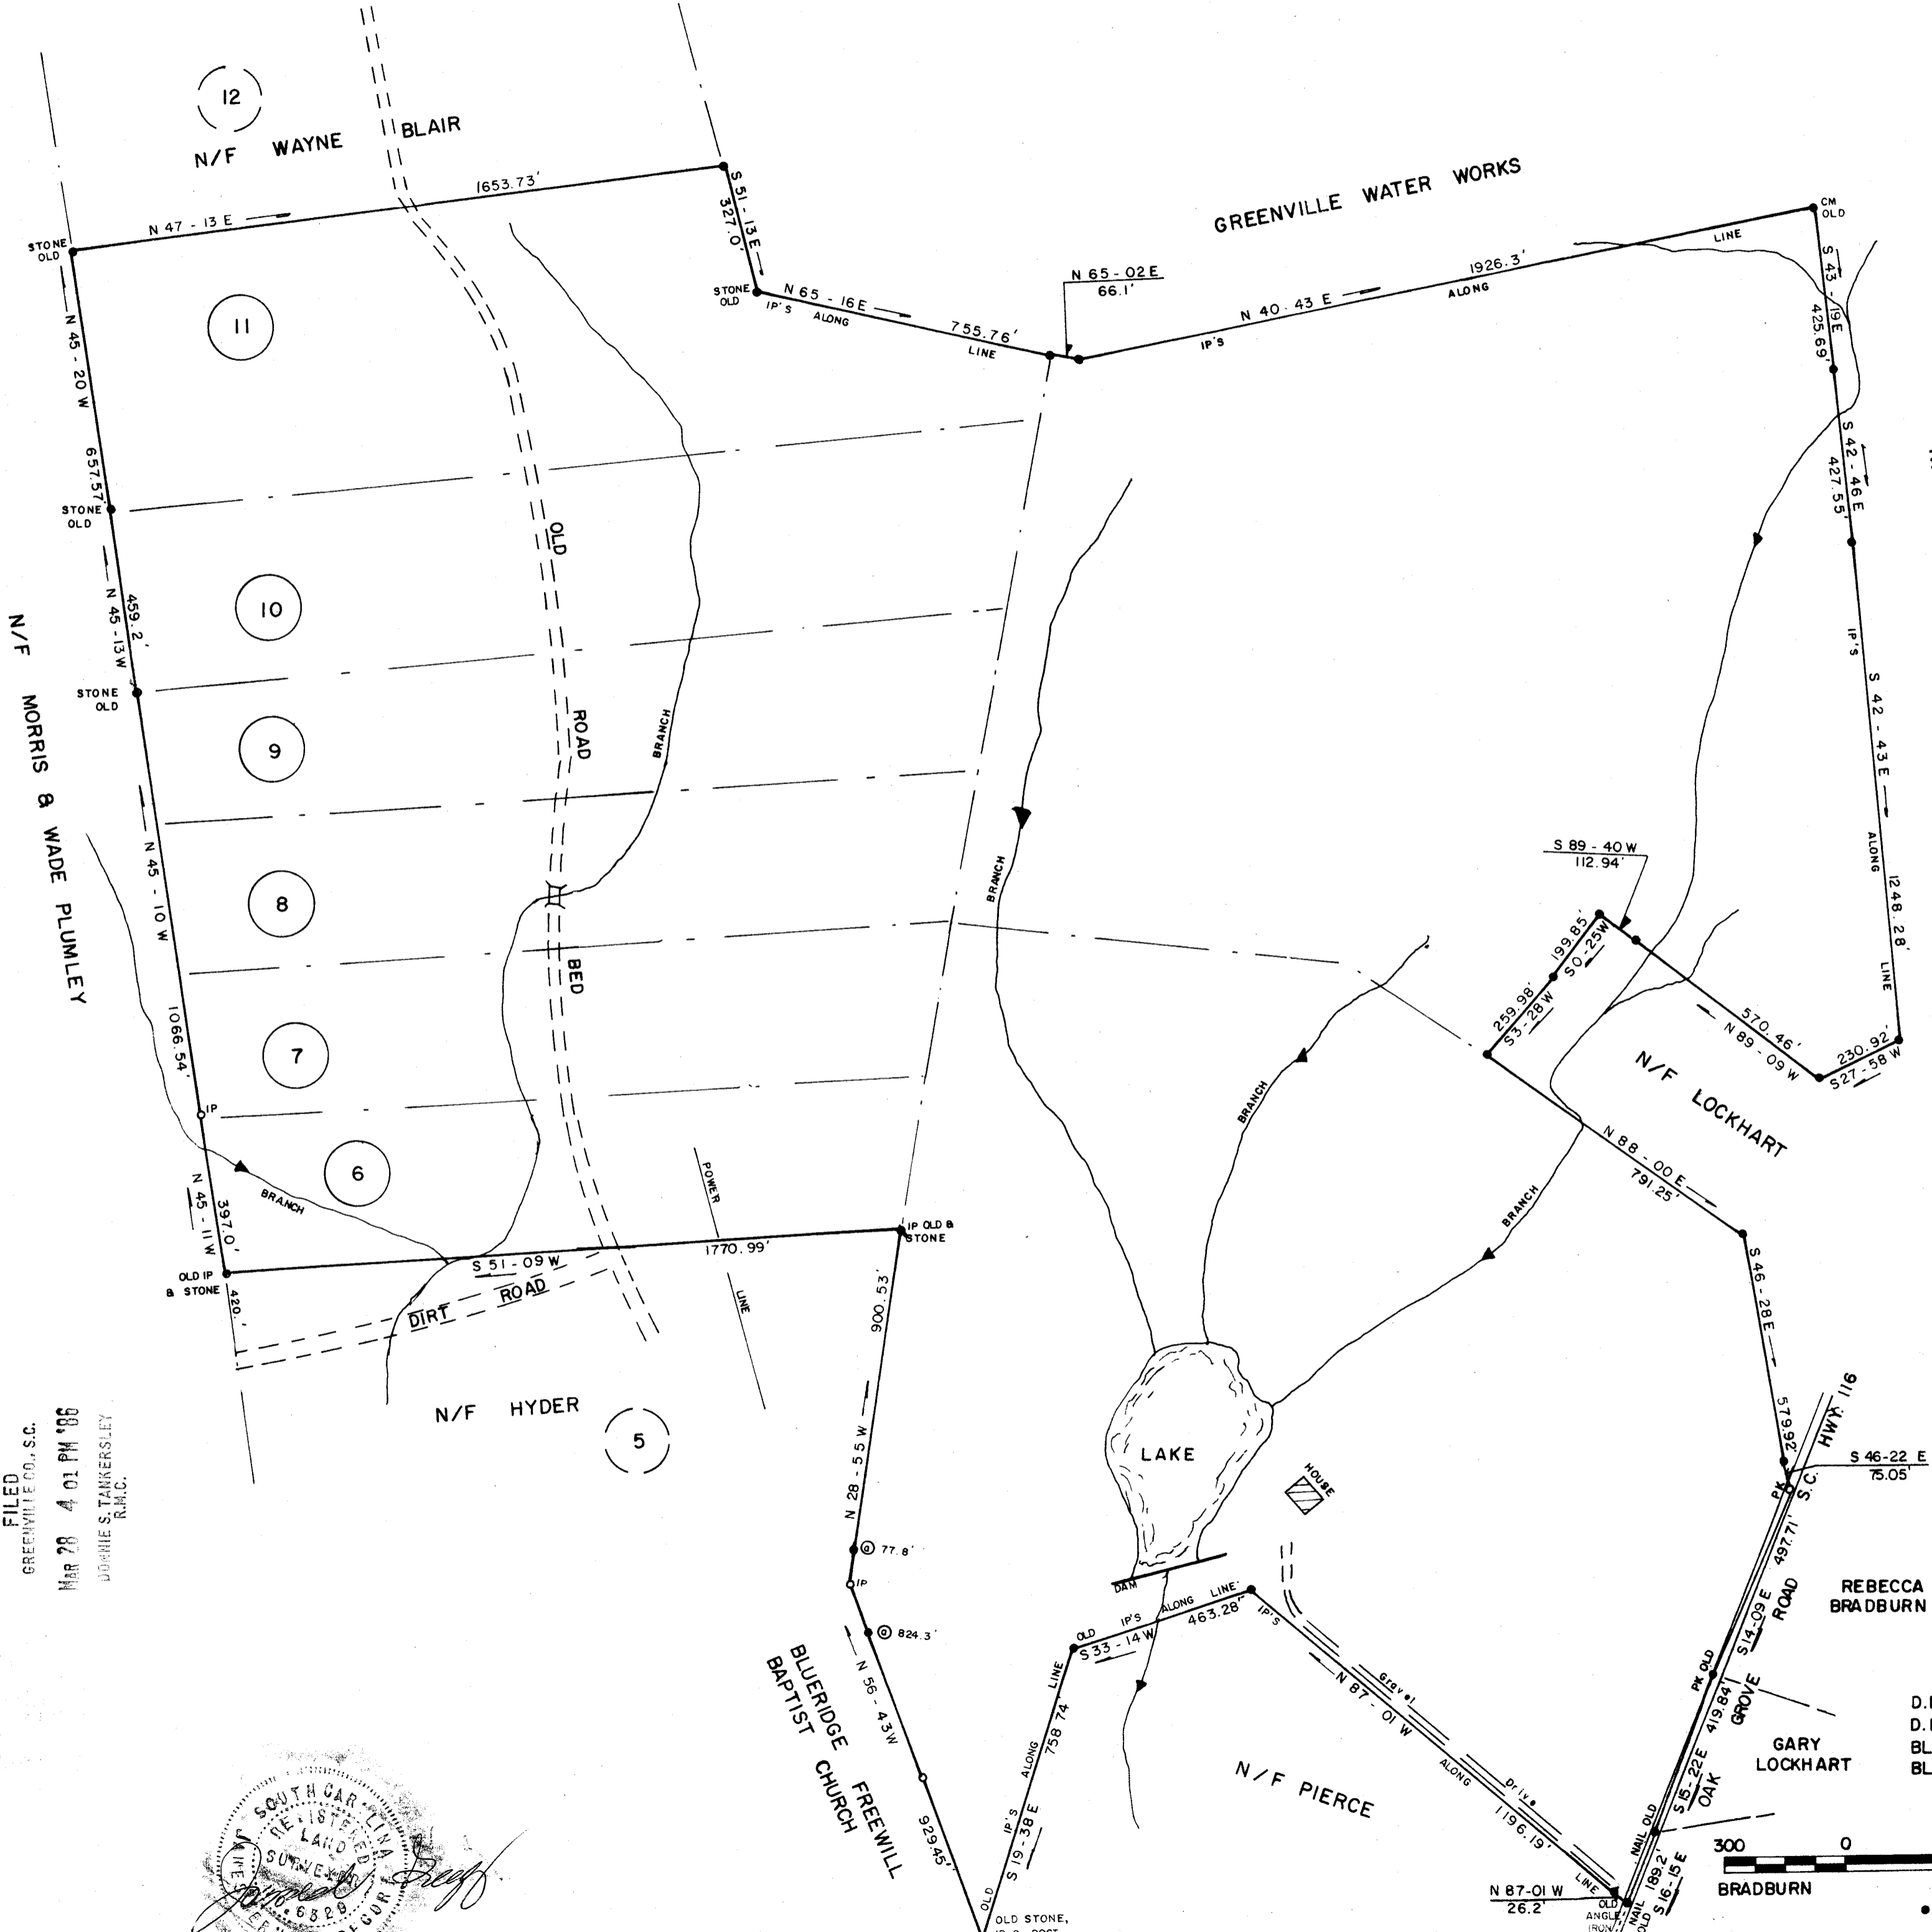 12
N/F WAYNE BLAIR
1653.73'
N 47 - 13 E
STONE
OLD
S 51 - 13 E
327.0'
STONE
OLD
N 65 - 16 E
IP'S ALONG
755.76'
LINE
N 65 - 02 E
66.1'
GREENVILLE WATER WORKS
N 40. 43 E
IP'S
1926.3'
ALONG
LINE
CM
OLD
S 43 - 19 E
425.69'
S 42 - 46 E
427.55'
IP'S
S 42 - 43 E
ALONG
1248.28'
LINE
11
N 45 - 20 W
657.57'
STONE
OLD
10
459.2'
N 45 - 13 W
STONE
OLD
9
N 45 - 10 W
1066.54'
8
7
IP
6
N 45 - 11 W
397.0'
OLD IP
& STONE
420.'
N/F MORRIS & WADE PLUMLEY
OLD
ROAD
BED
BRANCH
BRANCH
POWER
LINE
S 51 - 09 W
1770.99'
DIRT ROAD
IP OLD &
STONE
N/F HYDER
5
BRANCH
BRANCH
BRANCH
S 89 - 40 W
112.94'
199.85'
S 0 - 25 W
259.98'
S 3 - 28 W
570.46'
N 89 - 09 W
230.92'
S 27 - 58 W
N/F LOCKHART
N 88 - 00 E
791.25'
S 46 - 28 E
579.92'
S 46-22 E
75.05'
PK
S.C. HWY. 116
900.53'
N 28 - 55 W
@ 77.8'
IP
@ 824.3'
N 56 - 43 W
929.45'
BLUERIDGE FREEWILL
BAPTIST CHURCH
LAKE
HOUSE
DAM
OLD IP'S ALONG LINE
S 33 - 14 W
463.28'
OLD IP'S ALONG LINE
S 19 - 38 E
758.74'
IP'S
N 87 - 01 W
ALONG
1196.19'
LINE
Gravel
Drive
N/F PIERCE
N 87-01 W
26.2'
OLD
ANGLE
IRON
NAIL
OLD
189.2'
S 16-15 E
NAIL OLD
419.84'
S 15 - 22 E
PK OLD
497.71'
S 14 - 09 E
OAK GROVE ROAD
REBECCA
BRADBURN
GARY
LOCKHART
BRADBURN
300 0
OLD STONE,
FILED
GREENVILLE CO., S.C.
MAR 28 4 01 PM '86
DONNIE S. TANKERSLEY
R.M.C.
SOUTH CAROLINA
REGISTERED
LAND
SURVEYOR
No. 6320